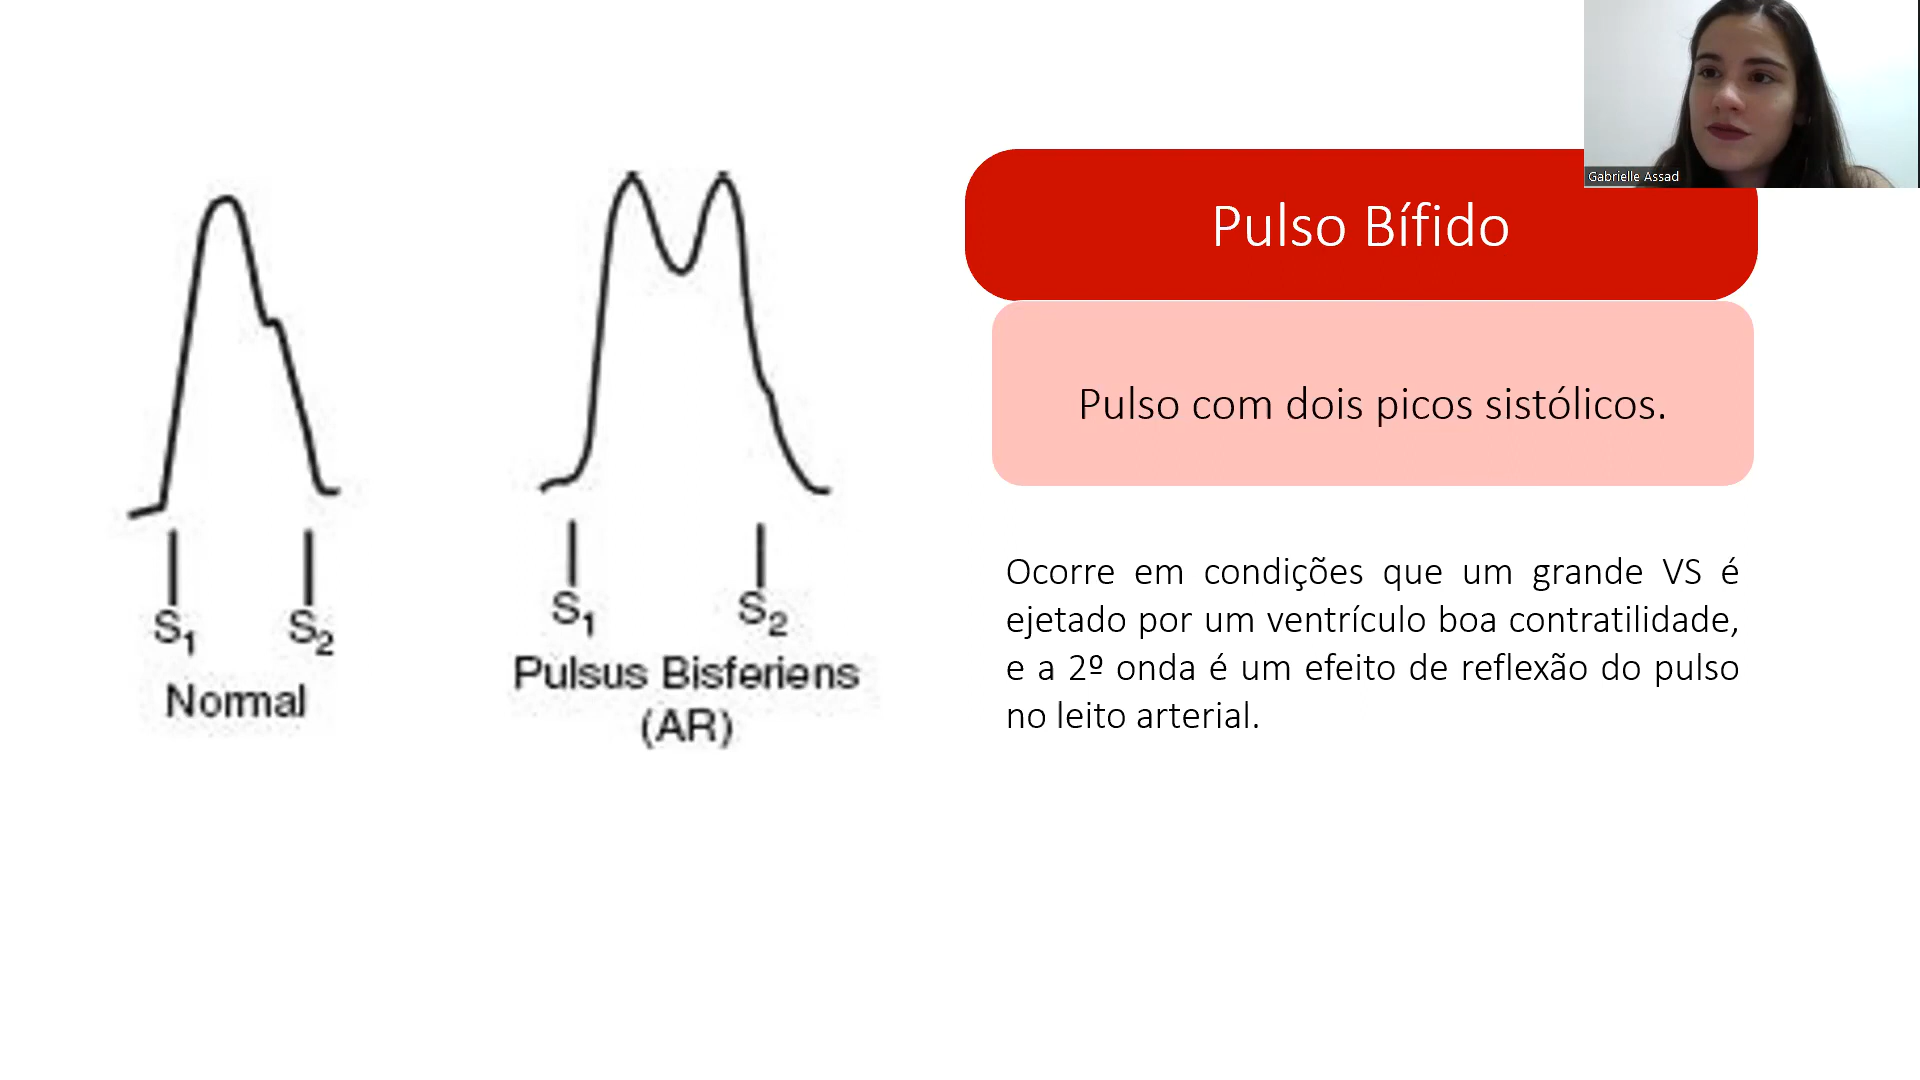 Gabrielle Assad
Pulso Bífido
Pulso com dois picos sistólicos.
Ocorre em condições que um grande VS é
ejetado por um ventrículo boa contratilidade,
e a 2º onda é um efeito de reflexão do pulso
no leito arterial.
S1 S2
Normal
S1 S2
Pulsus Bisferiens
(AR)